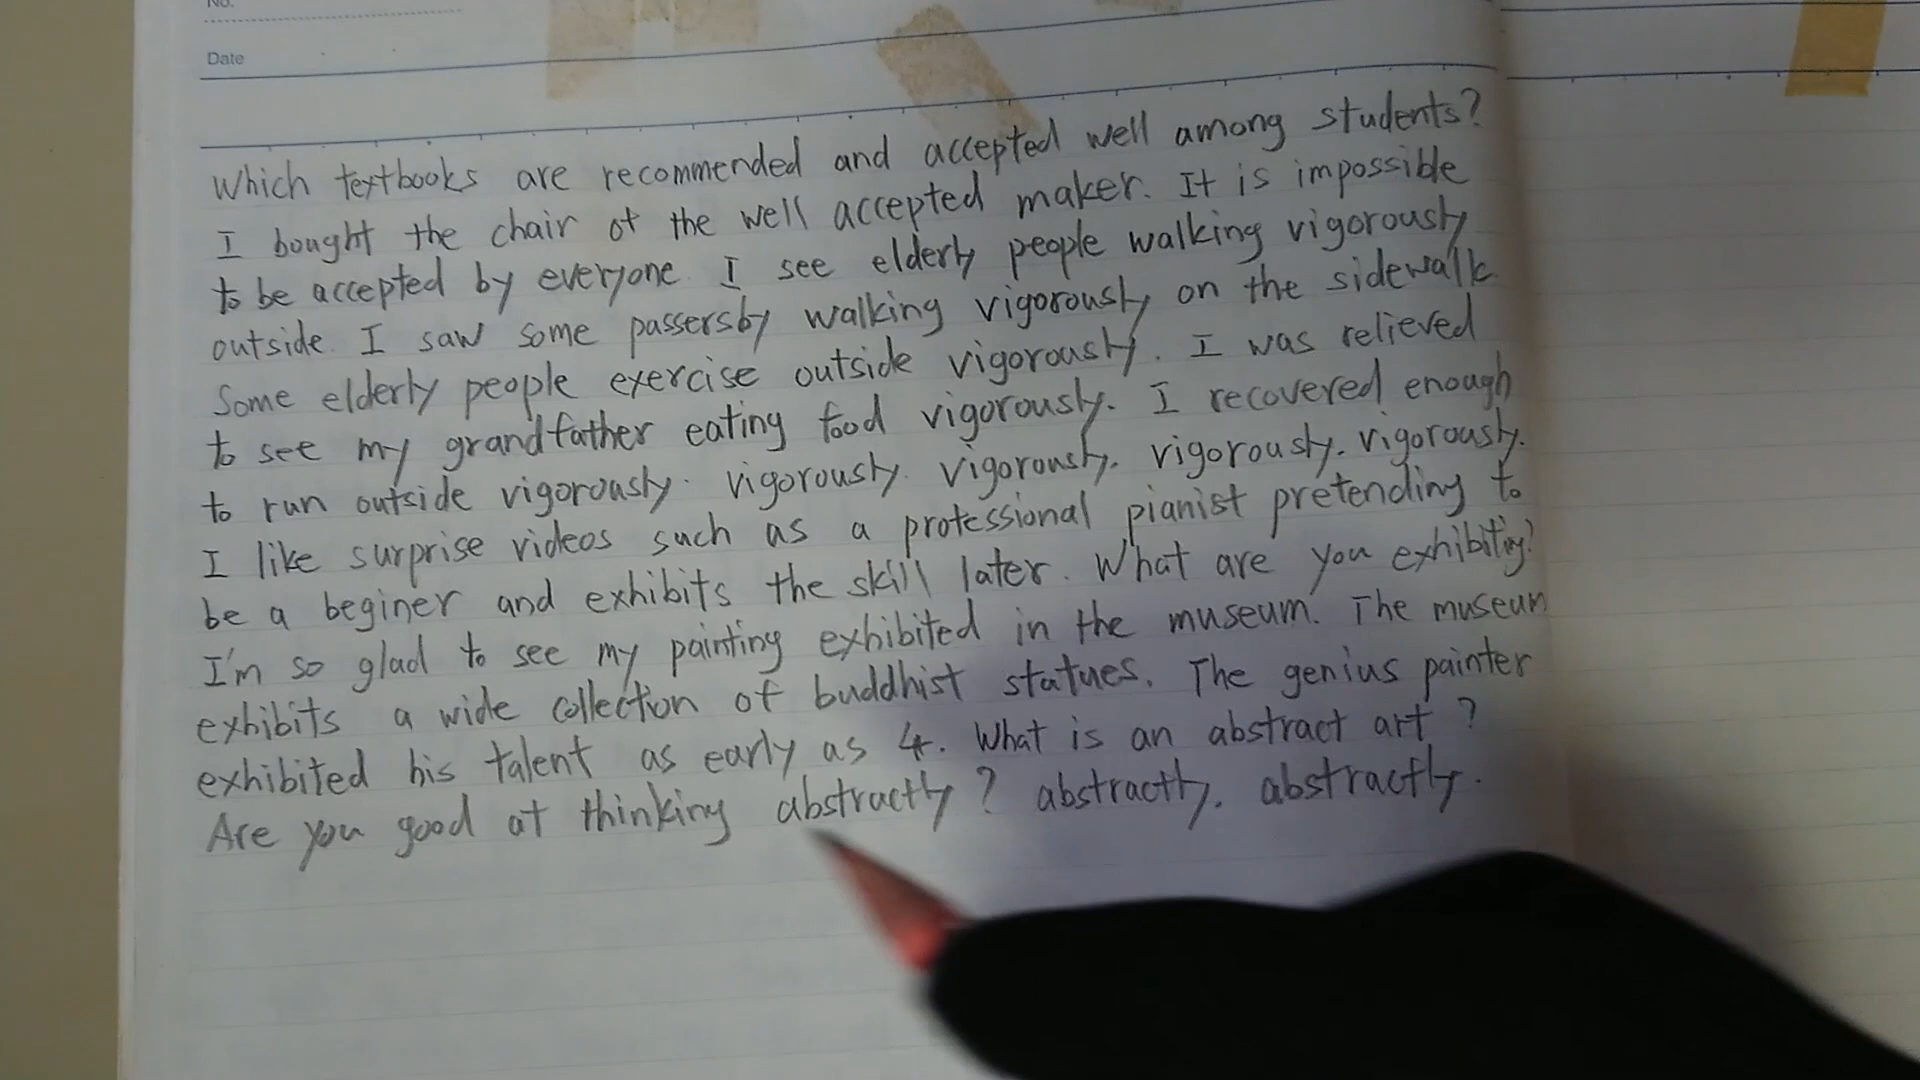 No.
Date
Which textbooks are recommended and accepted well among students?
I bought the chair of the well accepted maker. It is impossible
to be accepted by everyone. I see elderly people walking vigorously
outside. I saw some passersby walking vigorously on the sidewalk.
Some elderly people exercise outside vigorously. I was relieved
to see my grandfather eating food vigorously. I recovered enough
to run outside vigorously. vigorously. vigorously. vigorously. vigorously.
I like surprise videos such as a professional pianist pretending to
be a beginer and exhibits the skill later. What are you exhibiting?
I'm so glad to see my painting exhibited in the museum. The museum
exhibits a wide collection of buddhist statues. The genius painter
exhibited his talent as early as 4. What is an abstract art?
Are you good at thinking abstractly? abstractly. abstractly.